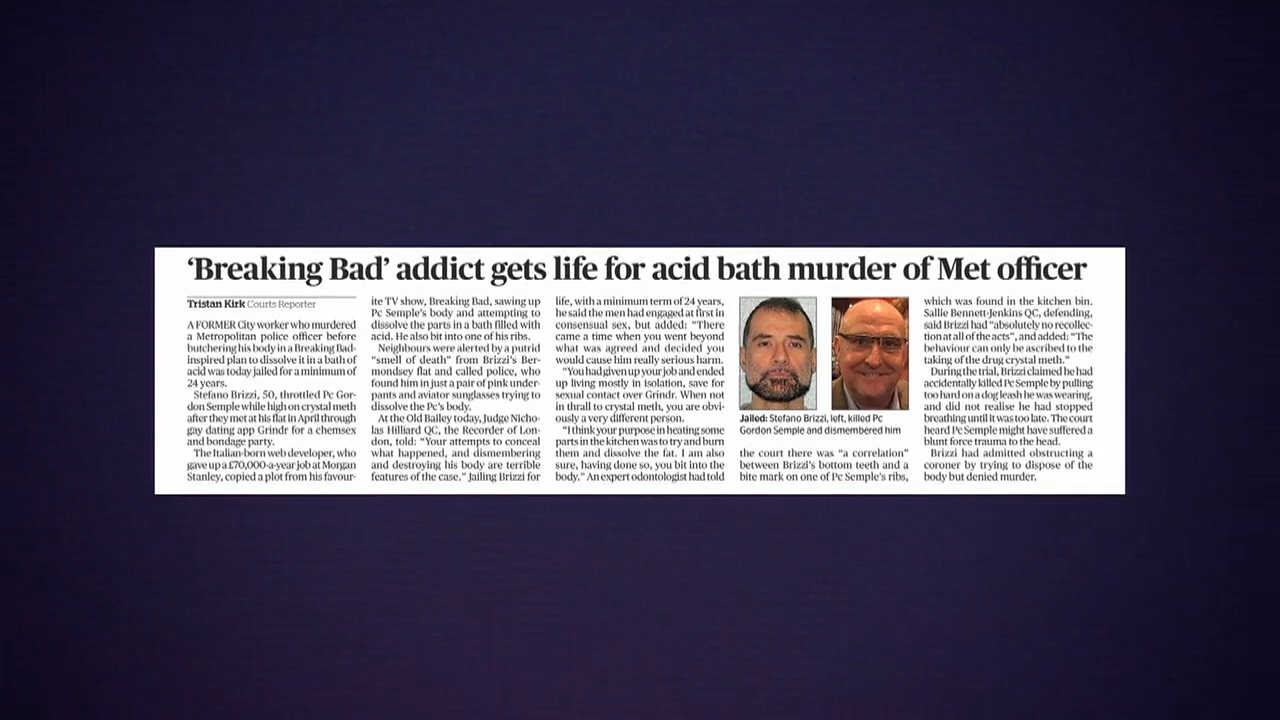 ‘Breaking Bad’ addict gets life for acid bath murder of Met officer
Tristan Kirk Courts Reporter
A FORMER City worker who murdered
a Metropolitan police officer before
butchering his body in a Breaking Bad-
inspired plan to dissolve it in a bath of
acid was today jailed for a minimum of
24 years.
Stefano Brizzi, 50, throttled Pc Gor-
don Semple while high on crystal meth
after they met at his flat in April through
gay dating app Grindr for a chemsex
and bondage party.
The Italian-born web developer, who
gave up a £70,000-a-year job at Morgan
Stanley, copied a plot from his favour-
ite TV show, Breaking Bad, sawing up
Pc Semple's body and attempting to
dissolve the parts in a bath filled with
acid. He also bit into one of his ribs.
Neighbours were alerted by a putrid
“smell of death” from Brizzi's Ber-
mondsey flat and called police, who
found him in just a pair of pink under-
pants and aviator sunglasses trying to
dissolve the Pc's body.
At the Old Bailey today, Judge Nicho-
las Hilliard QC, the Recorder of Lon-
don, told: “Your attempts to conceal
what happened, and dismembering
and destroying his body are terrible
features of the case.” Jailing Brizzi for
life, with a minimum term of 24 years,
he said the men had engaged at first in
consensual sex, but added: “There
came a time when you went beyond
what was agreed and decided you
would cause him really serious harm.
“You had given up your job and ended
up living mostly in isolation, save for
sexual contact over Grindr. When not
in thrall to crystal meth, you are obvi-
ously a very different person.
“I think your purpose in heating some
parts in the kitchen was to try and burn
them and dissolve the fat. I am also
sure, having done so, you bit into the
body.” An expert odontologist had told
Jailed: Stefano Brizzi, left, killed Pc
Gordon Semple and dismembered him
the court there was “a correlation”
between Brizzi's bottom teeth and a
bite mark on one of Pc Semple's ribs,
which was found in the kitchen bin.
Sallie Bennett-Jenkins QC, defending,
said Brizzi had “absolutely no recollec-
tion at all of the acts”, and added: “The
behaviour can only be ascribed to the
taking of the drug crystal meth.”
During the trial, Brizzi claimed he had
accidentally killed Pc Semple by pulling
too hard on a dog leash he was wearing,
and did not realise he had stopped
breathing until it was too late. The court
heard Pc Semple might have suffered a
blunt force trauma to the head.
Brizzi had admitted obstructing a
coroner by trying to dispose of the
body but denied murder.